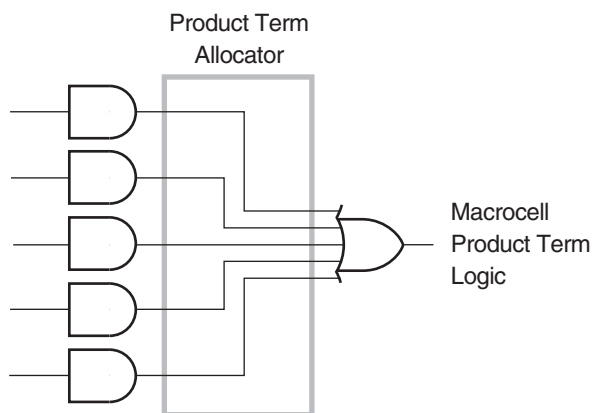 Product Term
Allocator
Macrocell
Product Term
Logic